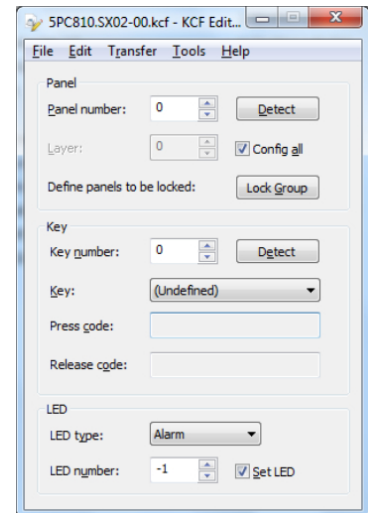 5PC810.SX02-00.kcf - KCF Edit...
File Edit Transfer Tools Help
Panel
Panel number: 0 Detect
Layer: 0 Config all
Define panels to be locked: Lock Group
Key
Key number: 0 Detect
Key: (Undefined)
Press code:
Release code:
LED
LED type: Alarm
LED number: -1 Set LED